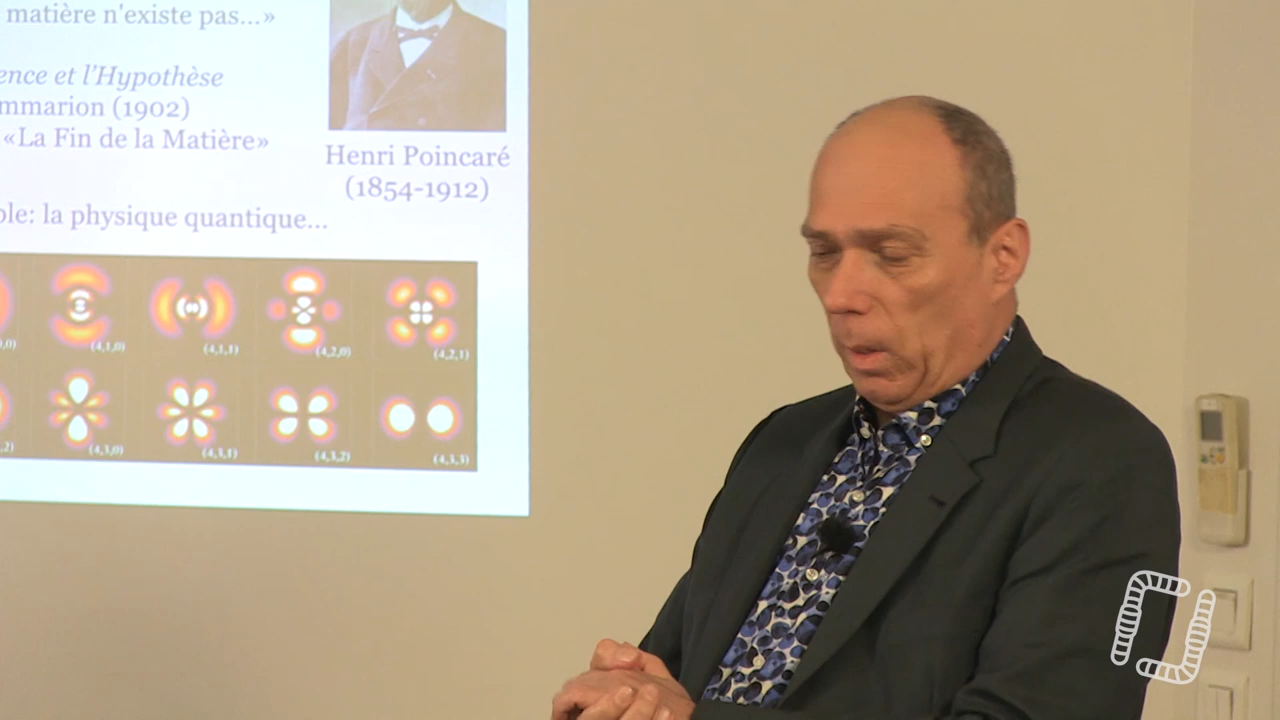 matière n'existe pas...»
ence et l'Hypothèse
mmarion (1902)
«La Fin de la Matière»
Henri Poincaré
(1854-1912)
ple: la physique quantique...
,0)
(4,1,0)
(4,1,1)
(4,2,0)
(4,2,1)
,2)
(4,3,0)
(4,3,1)
(4,3,2)
(4,3,3)